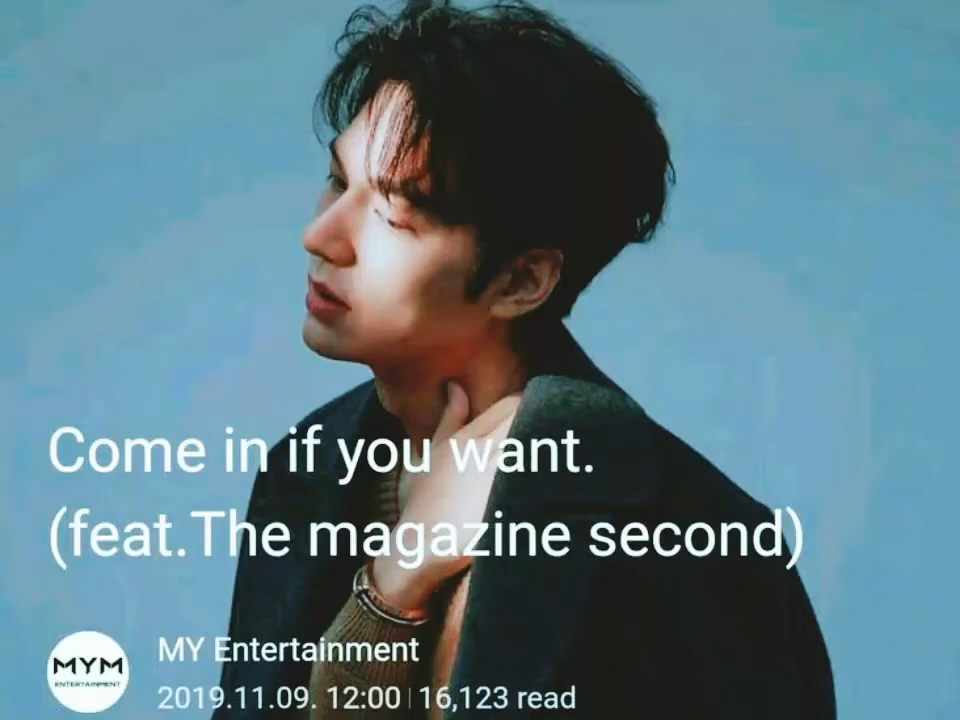 Come in if you want.
(feat.The magazine second)
MYM
ENTERTAINMENT
MY Entertainment
2019.11.09. 12:00 | 16,123 read